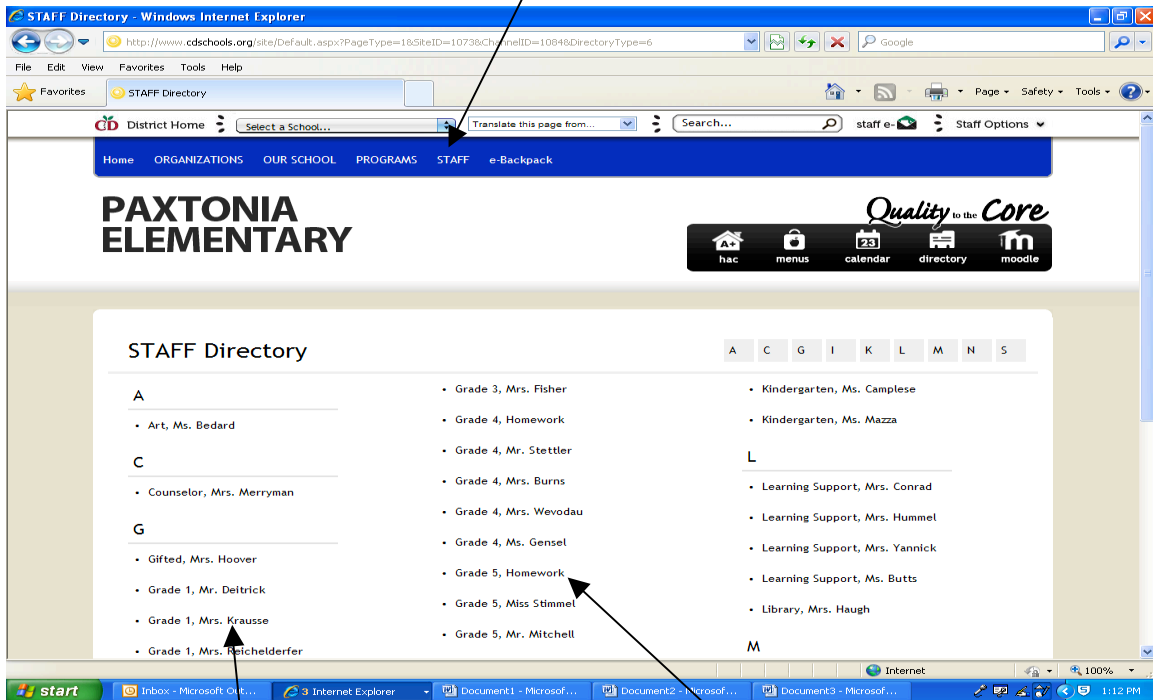 STAFF Directory - Windows Internet Explorer
http://www.cdschools.org/site/Default.aspx?PageType=1&SiteID=1073&ChannelID=1084&DirectoryType=6
Google
File Edit View Favorites Tools Help
Favorites
STAFF Directory
Page
Safety
Tools
CD District Home
Select a School...
Translate this page from...
Search...
staff e-
Staff Options
Home ORGANIZATIONS OUR SCHOOL PROGRAMS STAFF e-Backpack
PAXTONIA
ELEMENTARY
Quality to the Core
A+ 23 m
hac menus calendar directory moodle
STAFF Directory
A C G I K L M N S
A
• Art, Ms. Bedard
C
• Counselor, Mrs. Merryman
G
• Gifted, Mrs. Hoover
• Grade 1, Mr. Deitrick
• Grade 1, Mrs. Krausse
• Grade 1, Mrs. Reichelderfer
• Grade 3, Mrs. Fisher
• Grade 4, Homework
• Grade 4, Mr. Stettler
• Grade 4, Mrs. Burns
• Grade 4, Mrs. Wevodau
• Grade 4, Ms. Gensel
• Grade 5, Homework
• Grade 5, Miss Stimmel
• Grade 5, Mr. Mitchell
• Kindergarten, Ms. Camplese
• Kindergarten, Ms. Mazza
L
• Learning Support, Mrs. Conrad
• Learning Support, Mrs. Hummel
• Learning Support, Mrs. Yannick
• Learning Support, Ms. Butts
• Library, Mrs. Haugh
M
Internet
100%
start
Inbox - Microsoft Out...
3 Internet Explorer
Document1 - Microsof...
Document2 - Microsof...
Document3 - Microsof...
1:12 PM